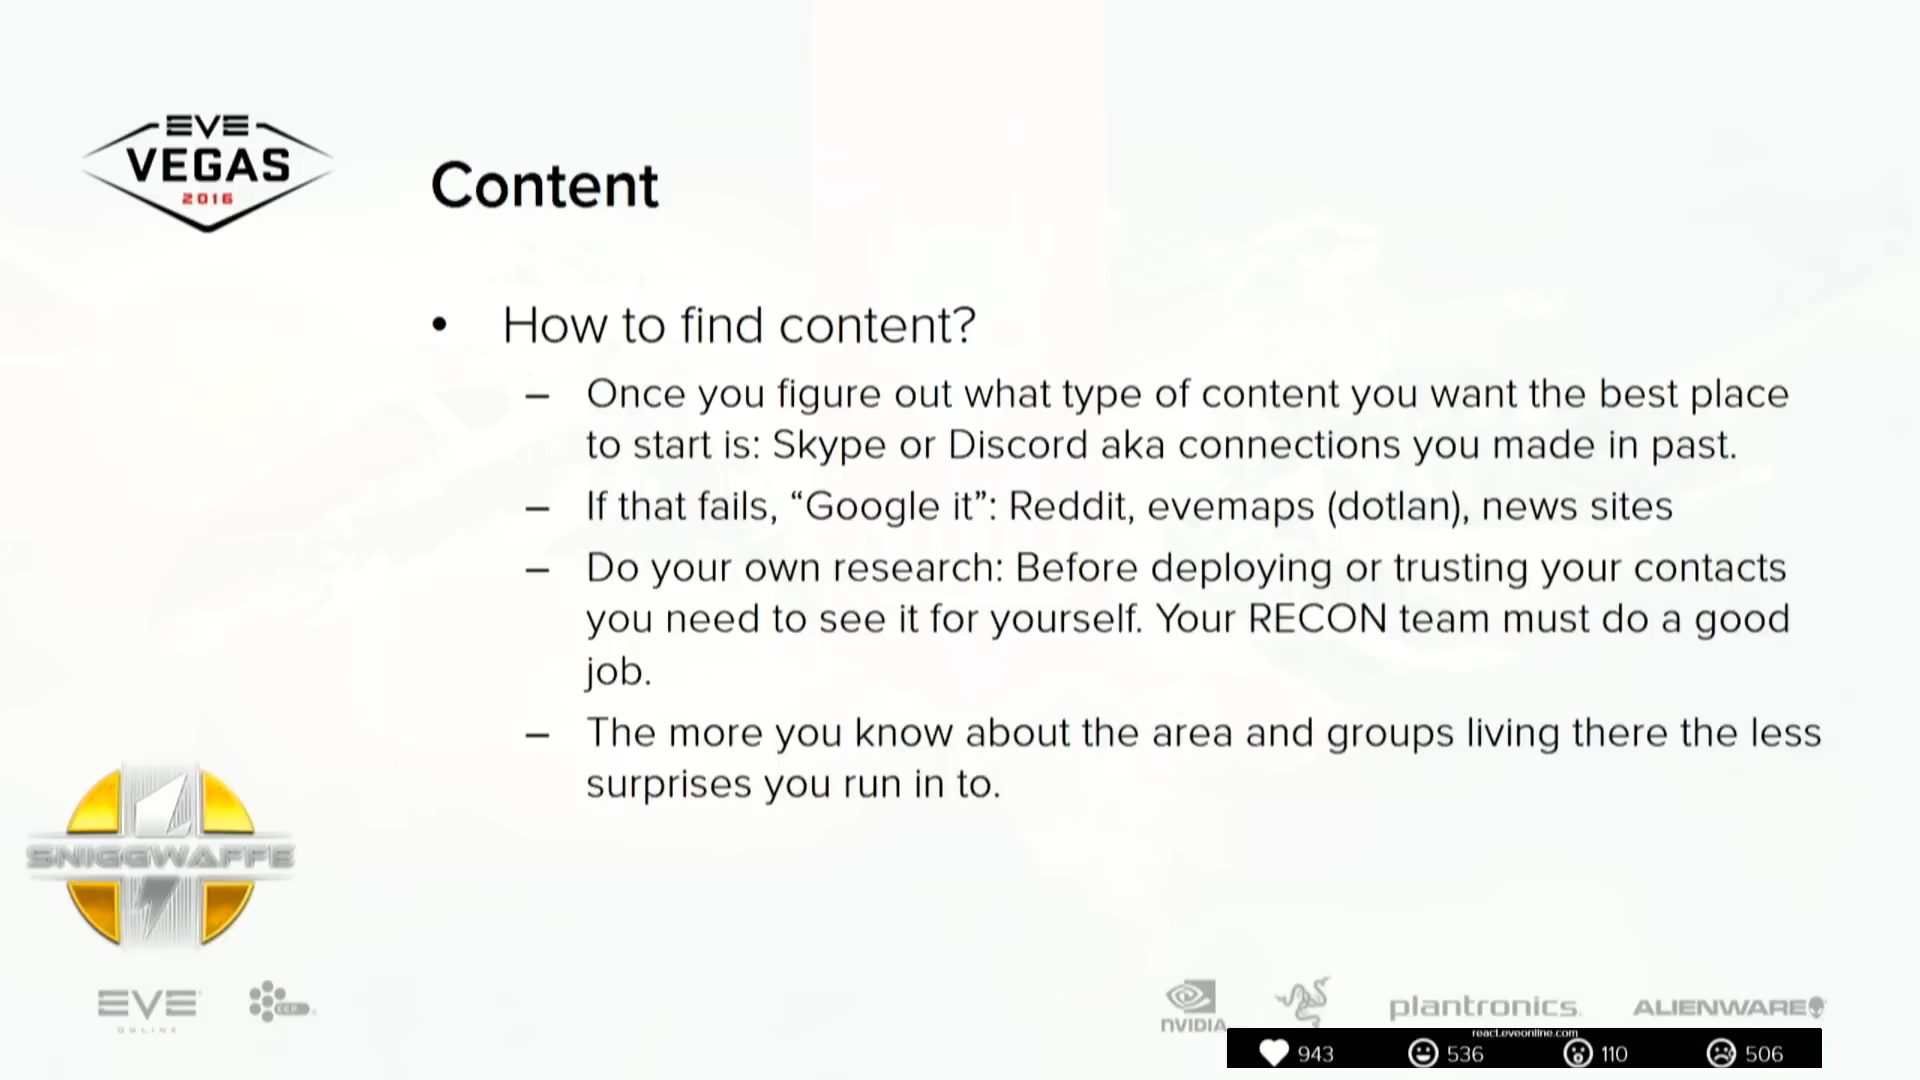 EVE
VEGAS
2016
Content
• How to find content?
– Once you figure out what type of content you want the best place
to start is: Skype or Discord aka connections you made in past.
– If that fails, “Google it”: Reddit, evemaps (dotlan), news sites
– Do your own research: Before deploying or trusting your contacts
you need to see it for yourself. Your RECON team must do a good
job.
– The more you know about the area and groups living there the less
surprises you run in to.
SNIGGWAFFE
EVE
ONLINE
CCP
NVIDIA
plantronics.
ALIENWARE
react.eveonline.com
943 536 110 506